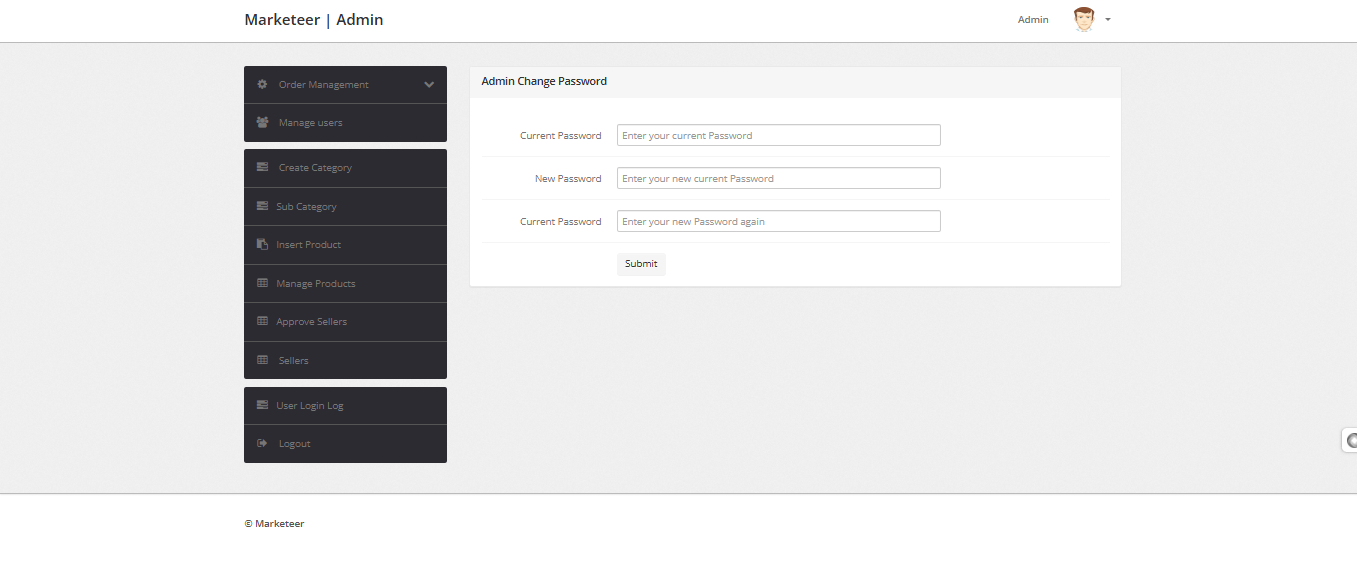 Marketeer | Admin
Admin
Order Management
Manage users
Create Category
Sub Category
Insert Product
Manage Products
Approve Sellers
Sellers
User Login Log
Logout
Admin Change Password
Current Password
Enter your current Password
New Password
Enter your new current Password
Current Password
Enter your new Password again
Submit
© Marketeer